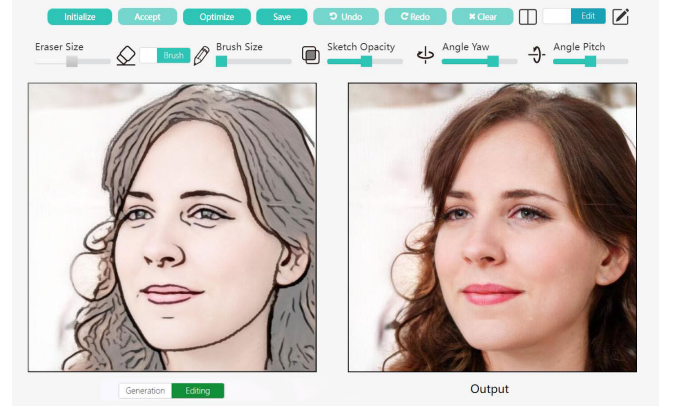 Initialize Accept Optimize Save Undo Redo Clear Edit
Eraser Size Brush Brush Size Sketch Opacity Angle Yaw Angle Pitch
Generation Editing Output